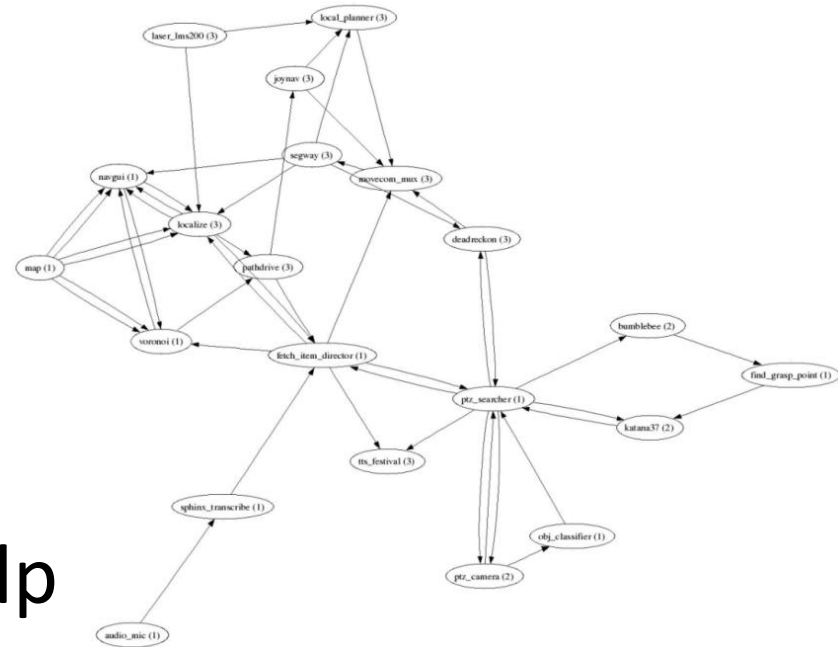 local_planner (3)
laser_lms200 (3)
joynav (3)
segway (3)
navgui (1)
movecom_mux (3)
localize (3)
deadreckon (3)
map (1)
pathdrive (3)
bumblebee (2)
voronoi (1)
fetch_item_director (1)
find_grasp_point (1)
ptz_searcher (1)
katana37 (2)
tts_festival (3)
sphinx_transcribe (1)
obj_classifier (1)
ptz_camera (2)
lp
audio_mic (1)